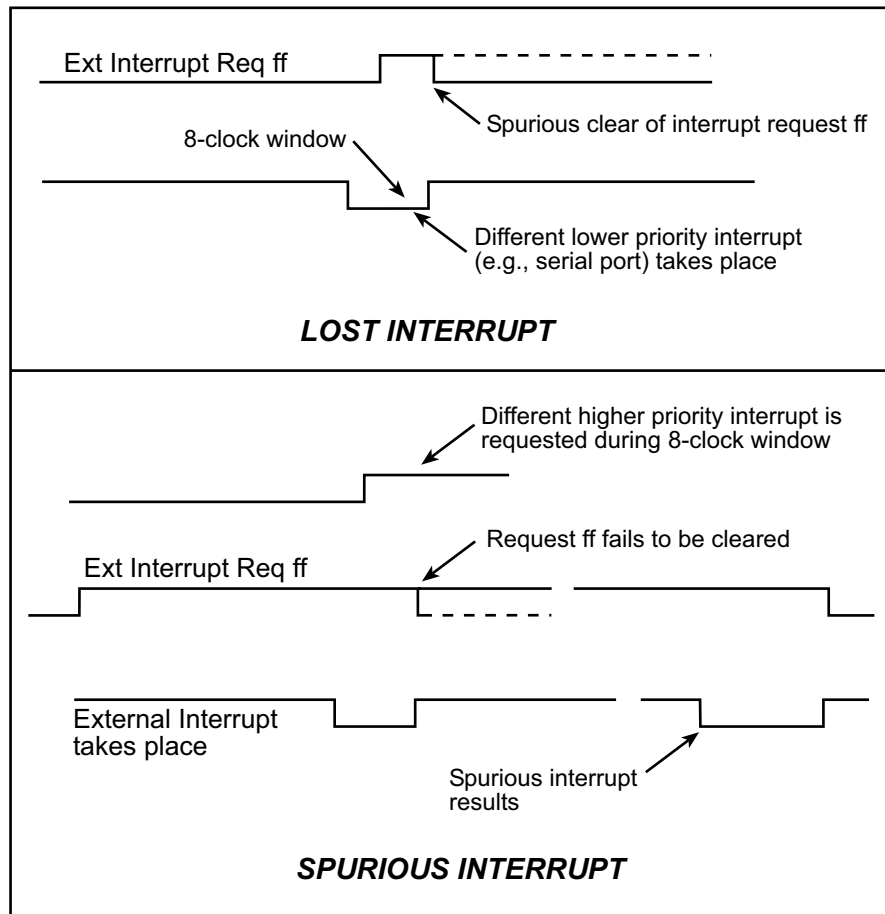 Ext Interrupt Req ff
Spurious clear of interrupt request ff
8-clock window
Different lower priority interrupt
(e.g., serial port) takes place
LOST INTERRUPT
Different higher priority interrupt is
requested during 8-clock window
Request ff fails to be cleared
Ext Interrupt Req ff
External Interrupt
takes place
Spurious interrupt
results
SPURIOUS INTERRUPT